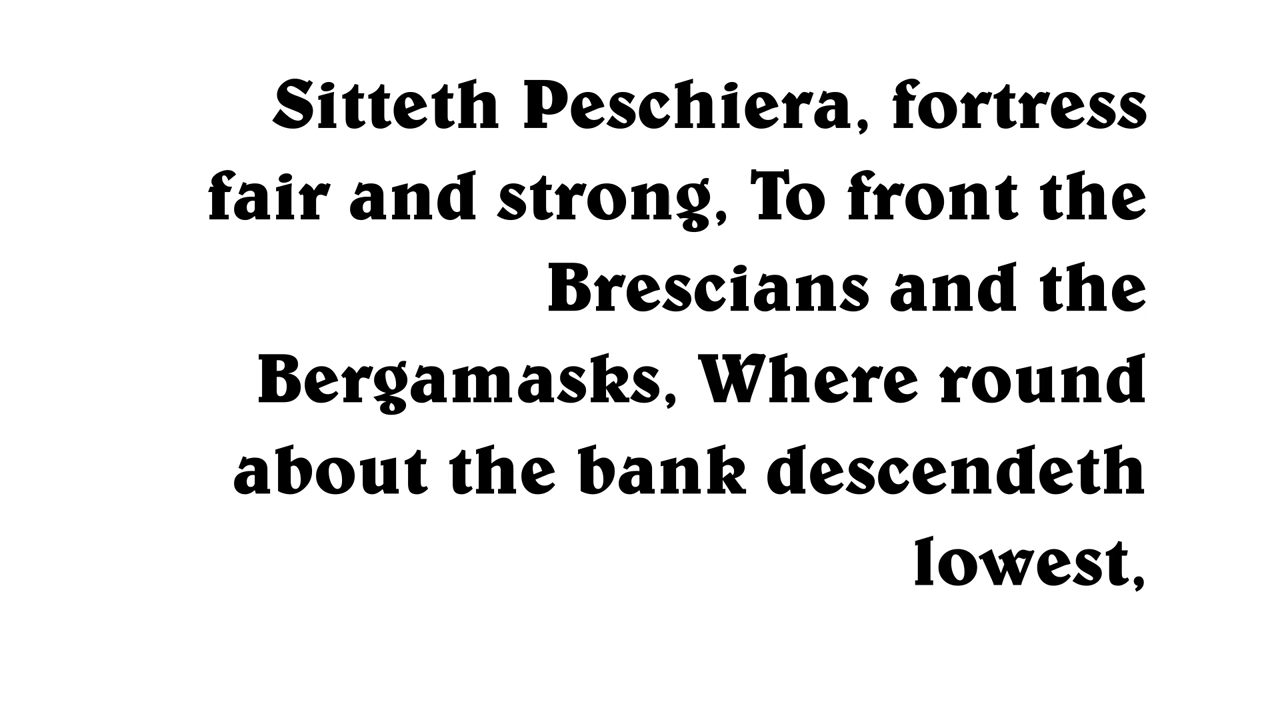 Sitteth Peschiera, fortress
fair and strong, To front the
Brescians and the
Bergamasks, Where round
about the bank descendeth
lowest,